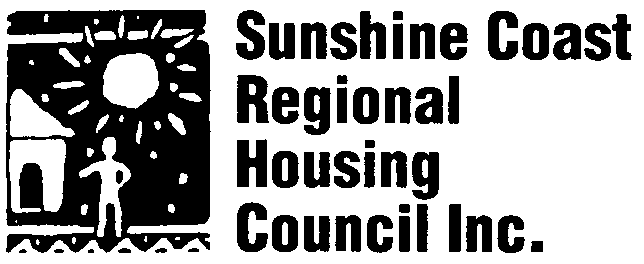 Sunshine Coast
Regional
Housing
Council Inc.